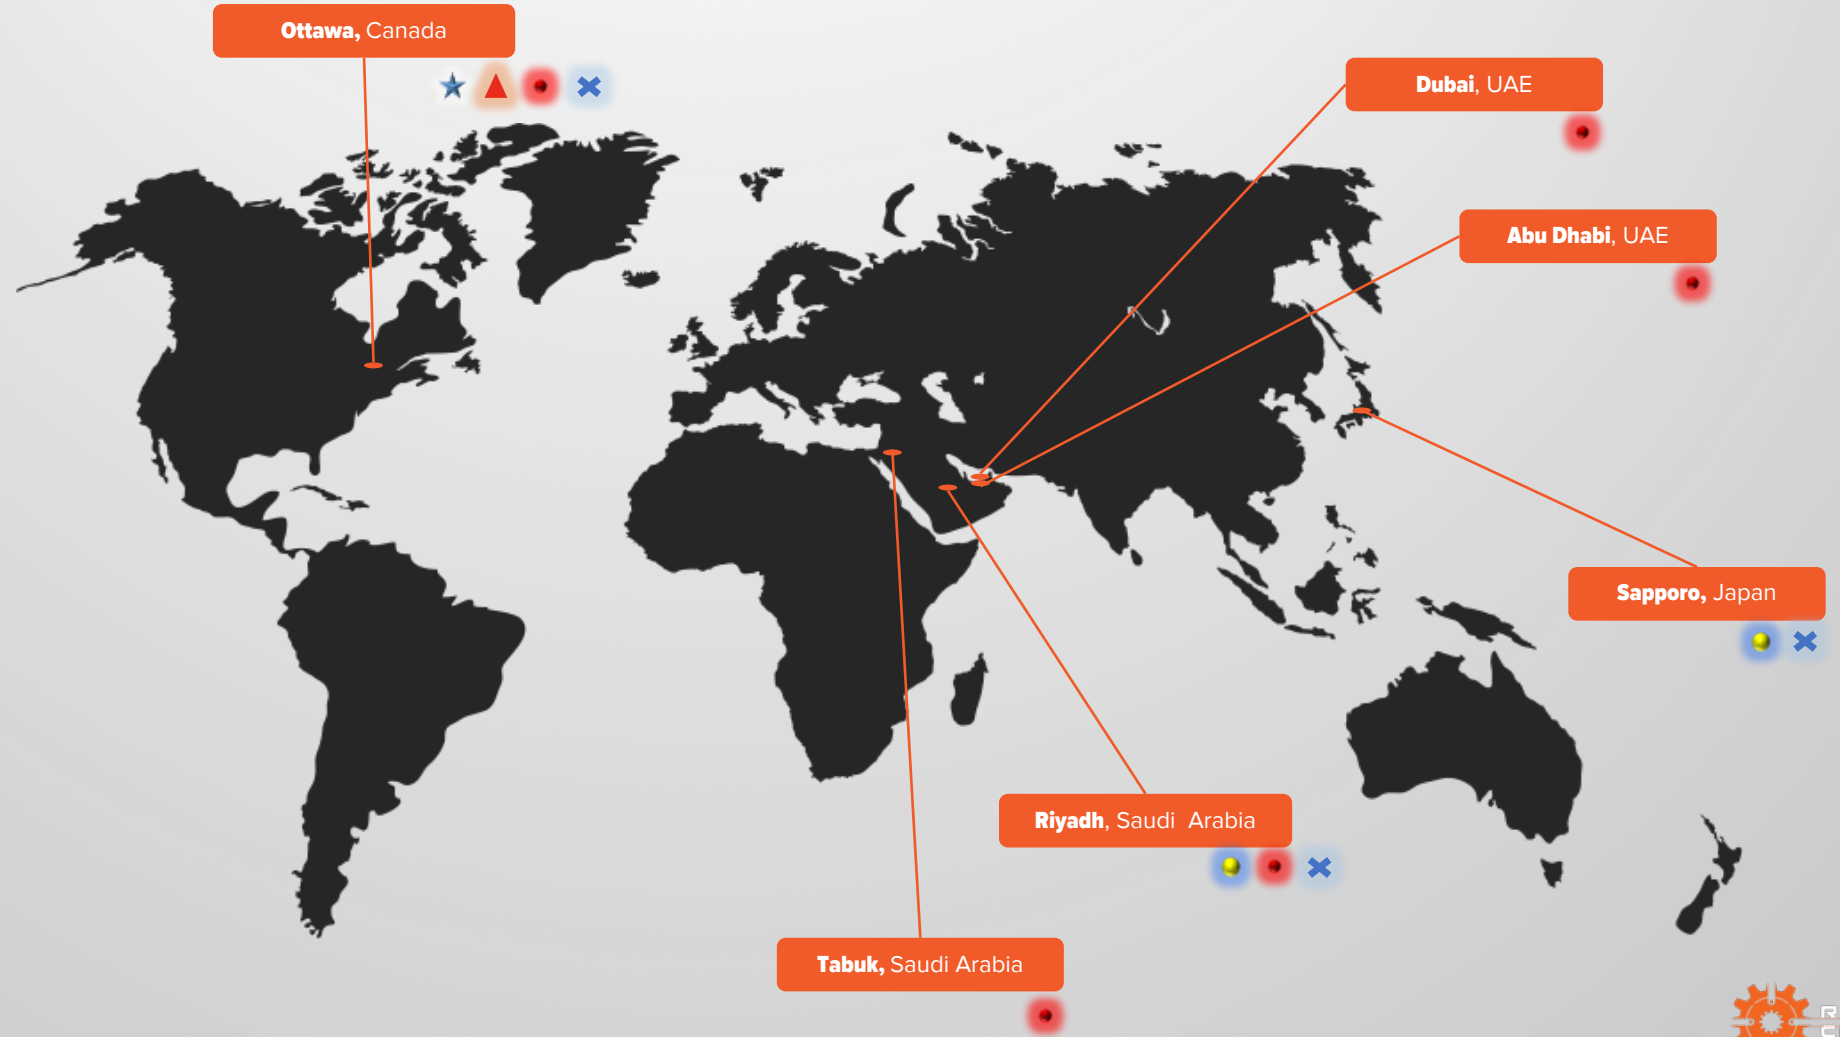 Ottawa, Canada
Dubai, UAE
Abu Dhabi, UAE
Sapporo, Japan
Riyadh, Saudi Arabia
Tabuk, Saudi Arabia
R